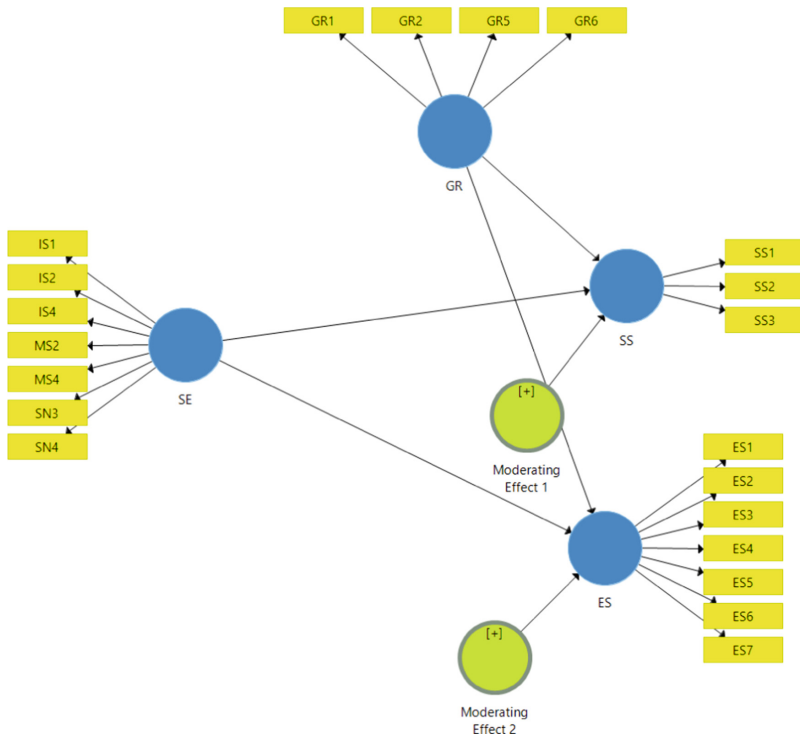 GR1
GR2
GR5
GR6
GR
IS1
IS2
IS4
MS2
MS4
SN3
SN4
SE
SS1
SS2
SS3
SS
[+]
Moderating
Effect 1
ES1
ES2
ES3
ES4
ES5
ES6
ES7
ES
[+]
Moderating
Effect 2